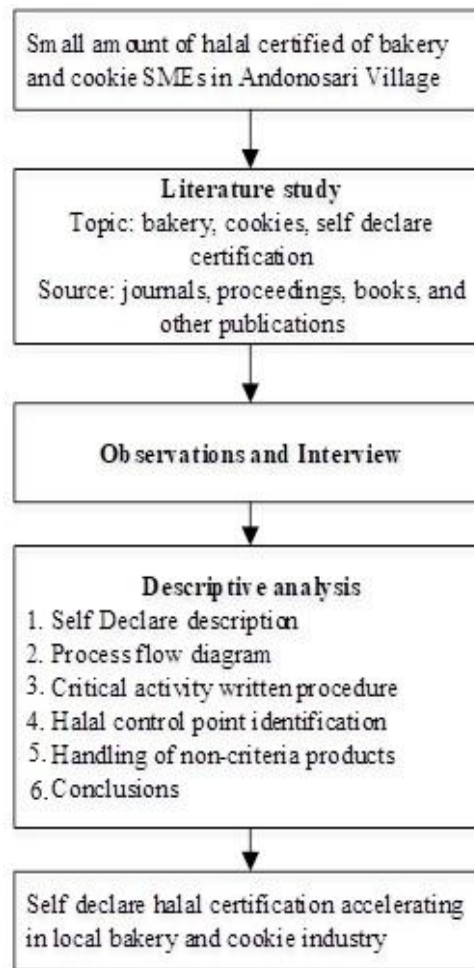 Small amount of halal certified of bakery
and cookie SMEs in Andonosari Village
Literature study
Topic: bakery, cookies, self declare
certification
Source: journals, proceedings, books, and
other publications
Observations and Interview
Descriptive analysis
1. Self Declare description
2. Process flow diagram
3. Critical activity written procedure
4. Halal control point identification
5. Handling of non-criteria products
6. Conclusions
Self declare halal certification accelerating
in local bakery and cookie industry